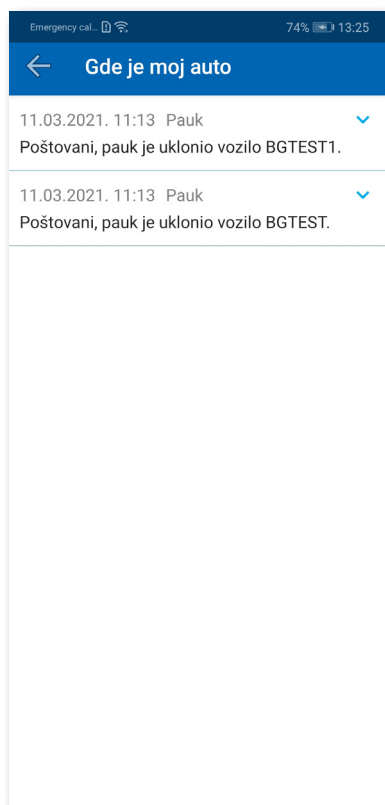 Emergency cal... 74% 13:25
Gde je moj auto
11.03.2021. 11:13 Pauk
Poštovani, pauk je uklonio vozilo BGTEST1.
11.03.2021. 11:13 Pauk
Poštovani, pauk je uklonio vozilo BGTEST.